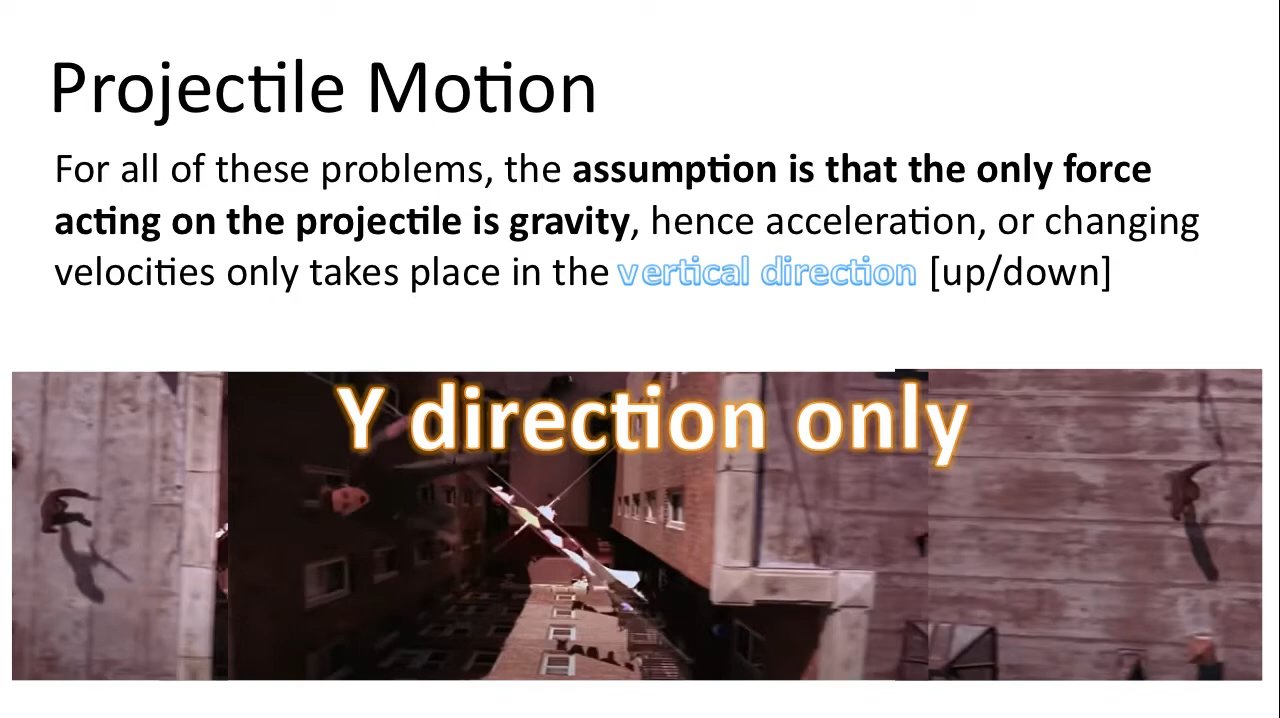 Projectile Motion
For all of these problems, the assumption is that the only force
acting on the projectile is gravity, hence acceleration, or changing
velocities only takes place in the vertical direction [up/down]
Y direction only